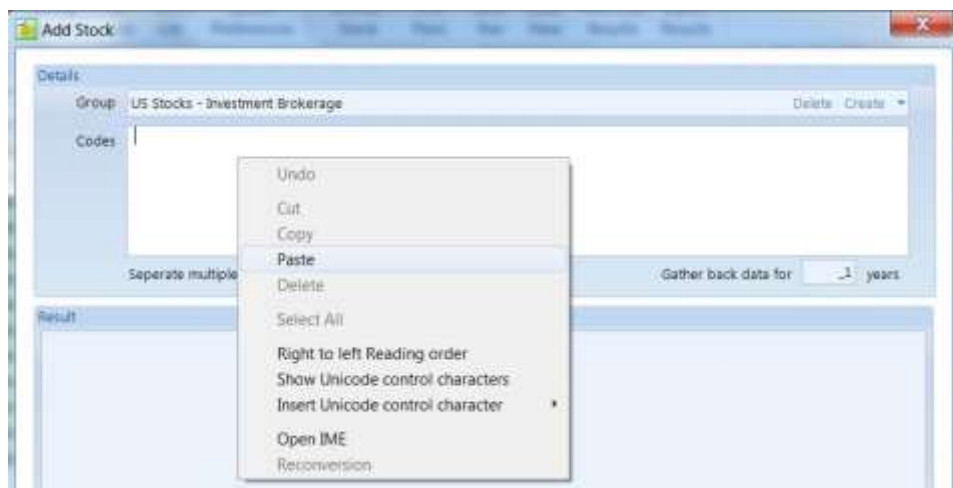 Add Stock
Details
Group US Stocks - Investment Brokerage Delete Create
Codes
Undo
Cut
Copy
Paste
Seperate multiple Gather back data for _1 years
Delete
Result
Select All
Right to left Reading order
Show Unicode control characters
Insert Unicode control character
Open IME
Reconversion